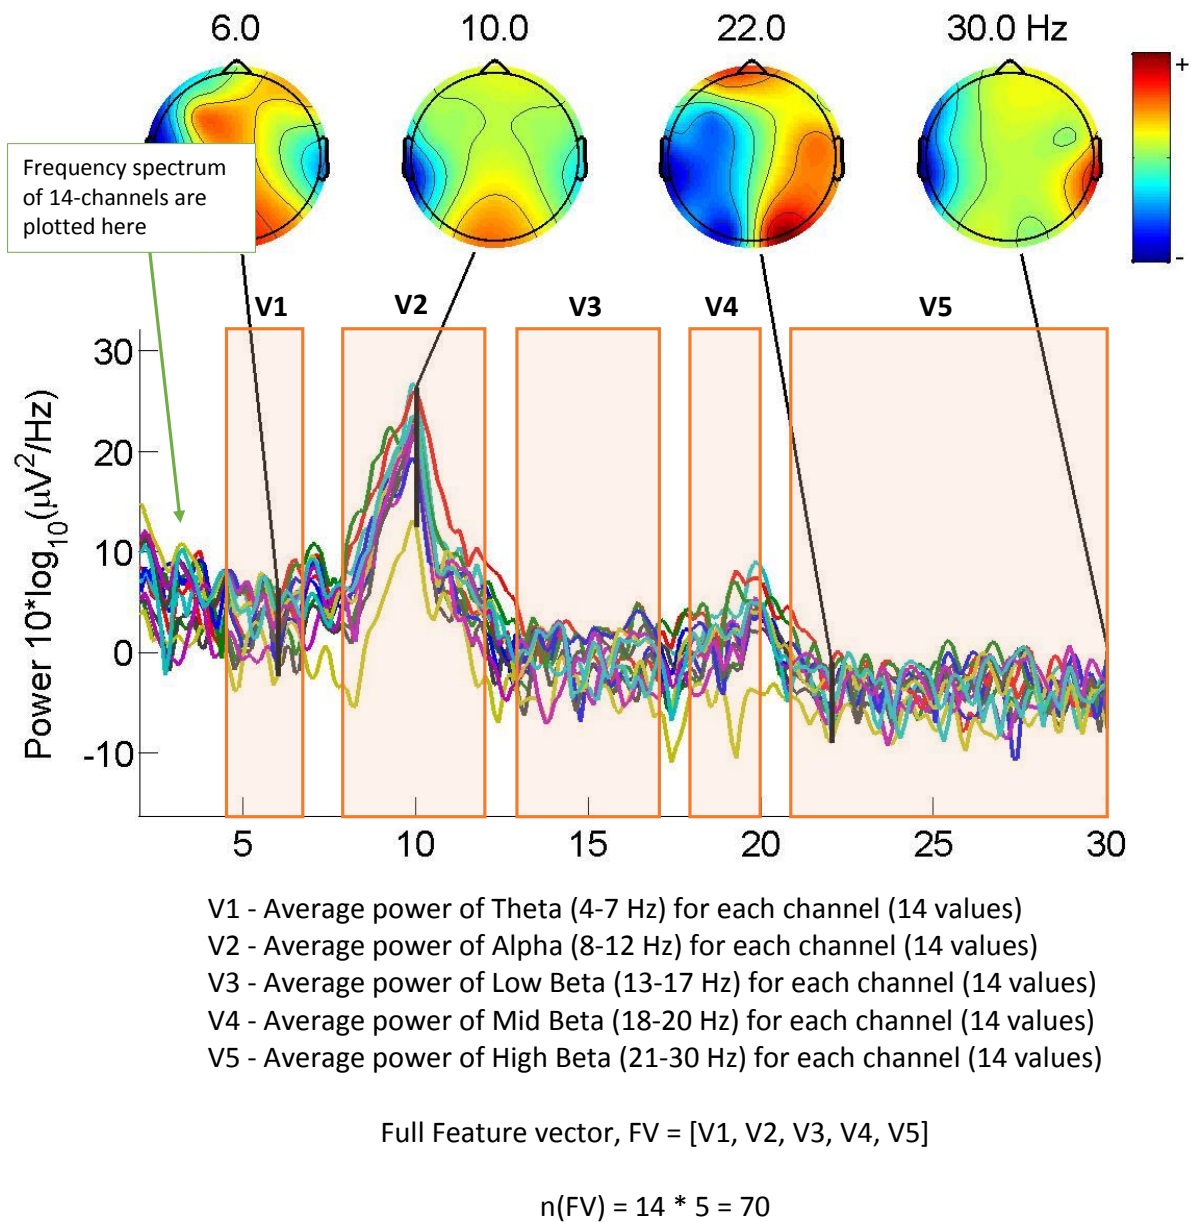 6.0 10.0 22.0 30.0 Hz
+
-
Frequency spectrum
of 14-channels are
plotted here
V1 V2 V3 V4 V5
Power 10*log10(μV²/Hz)
30
20
10
0
-10
5 10 15 20 25 30
V1 - Average power of Theta (4-7 Hz) for each channel (14 values)
V2 - Average power of Alpha (8-12 Hz) for each channel (14 values)
V3 - Average power of Low Beta (13-17 Hz) for each channel (14 values)
V4 - Average power of Mid Beta (18-20 Hz) for each channel (14 values)
V5 - Average power of High Beta (21-30 Hz) for each channel (14 values)
Full Feature vector, FV = [V1, V2, V3, V4, V5]
n(FV) = 14 * 5 = 70